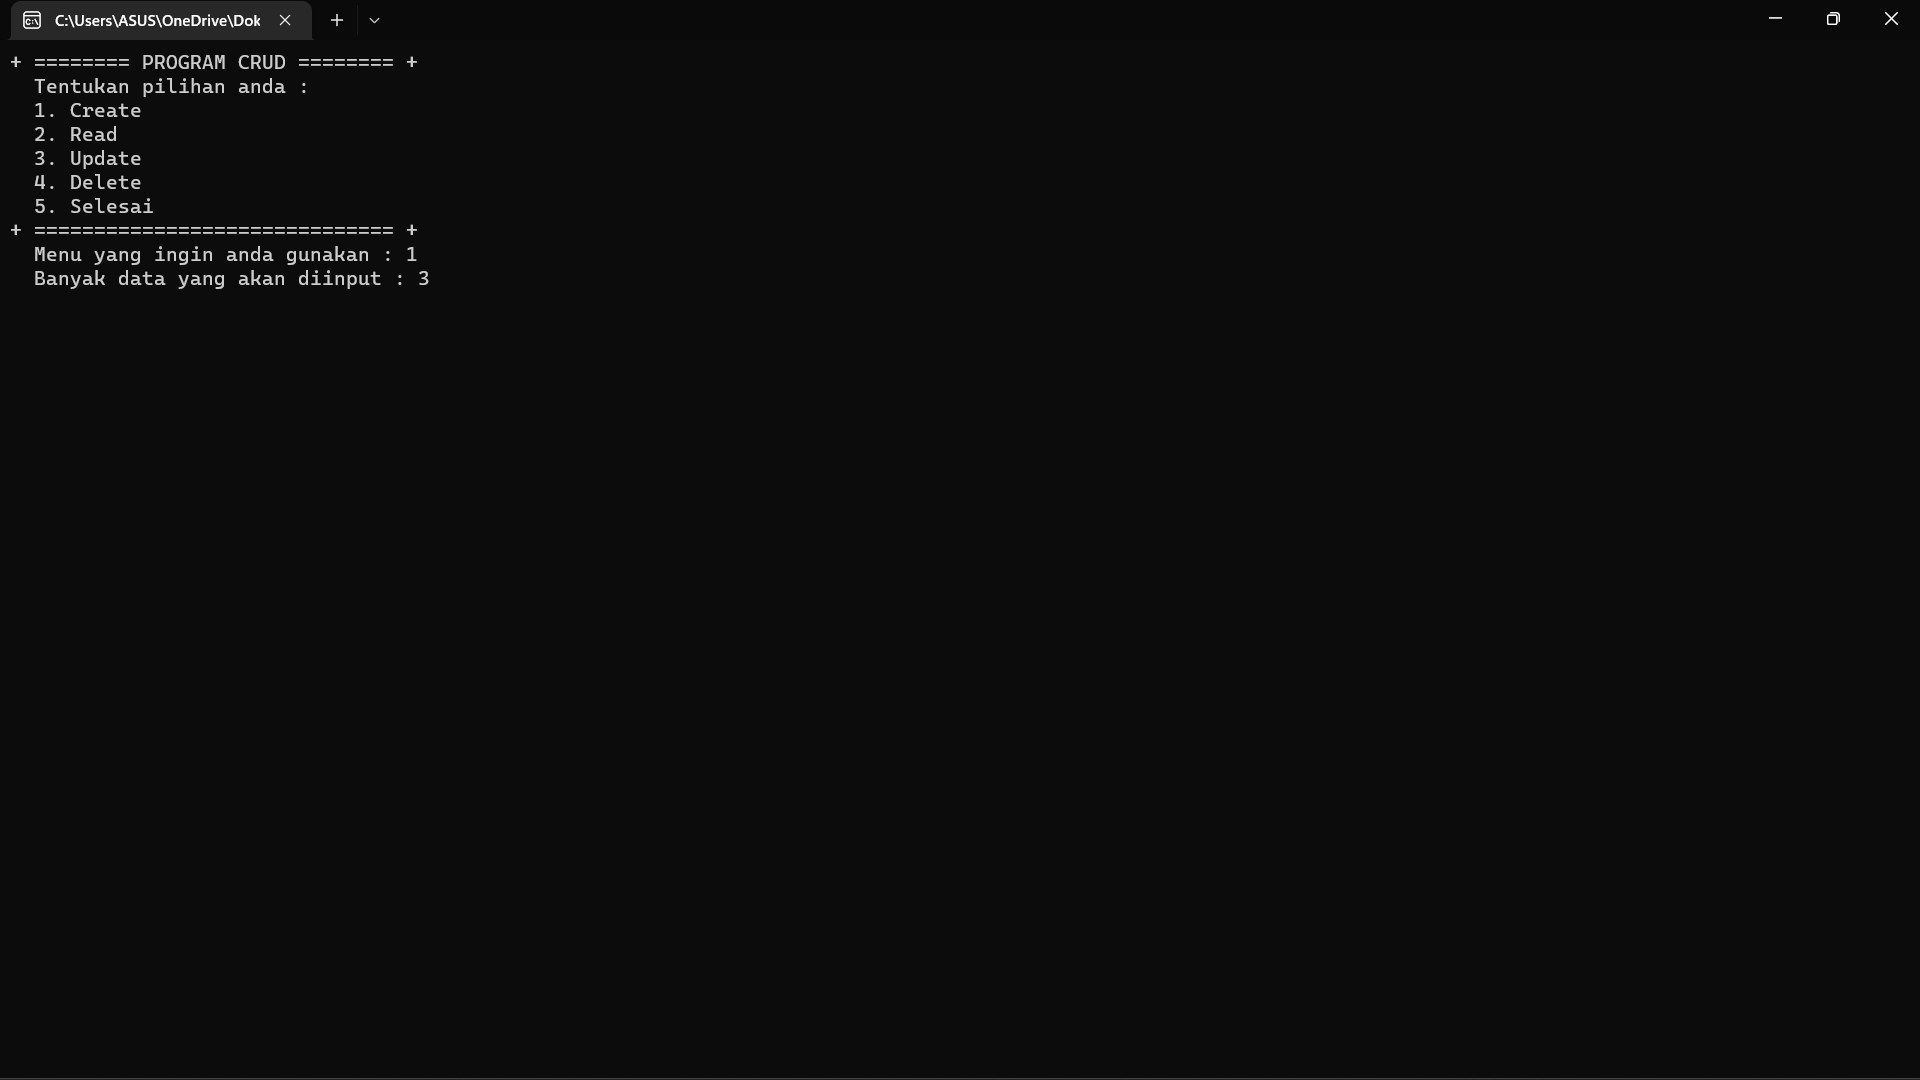 C:\Users\ASUS\OneDrive\Dok
+ ======== PROGRAM CRUD ======== +
Tentukan pilihan anda :
1. Create
2. Read
3. Update
4. Delete
5. Selesai
+ ============================== +
Menu yang ingin anda gunakan : 1
Banyak data yang akan diinput : 3